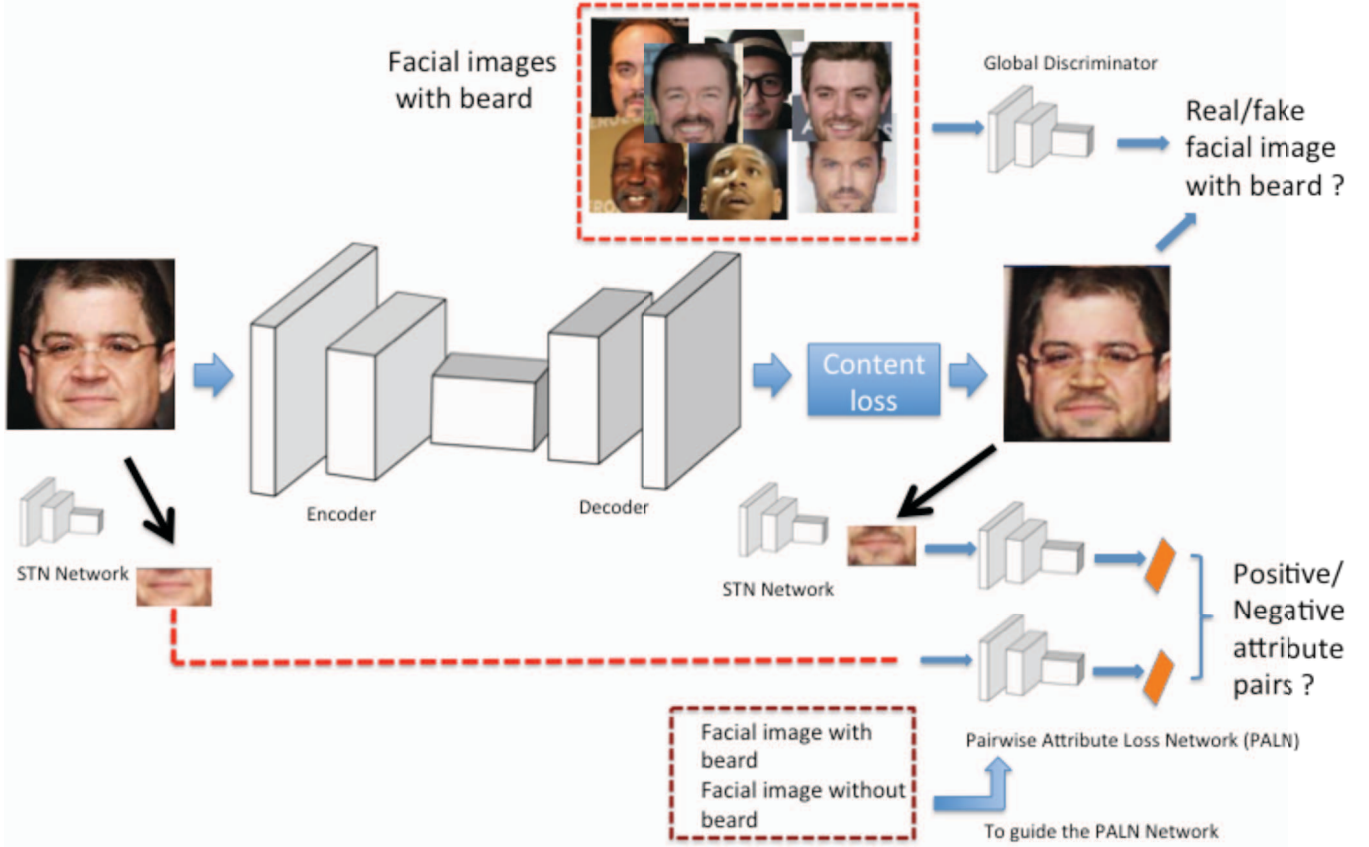 Facial images
with beard
Global Discriminator
Real/fake
facial image
with beard ?
Content
loss
Encoder
Decoder
STN Network
STN Network
Positive/
Negative
attribute
pairs ?
Pairwise Attribute Loss Network (PALN)
Facial image with
beard
Facial image without
beard
To guide the PALN Network